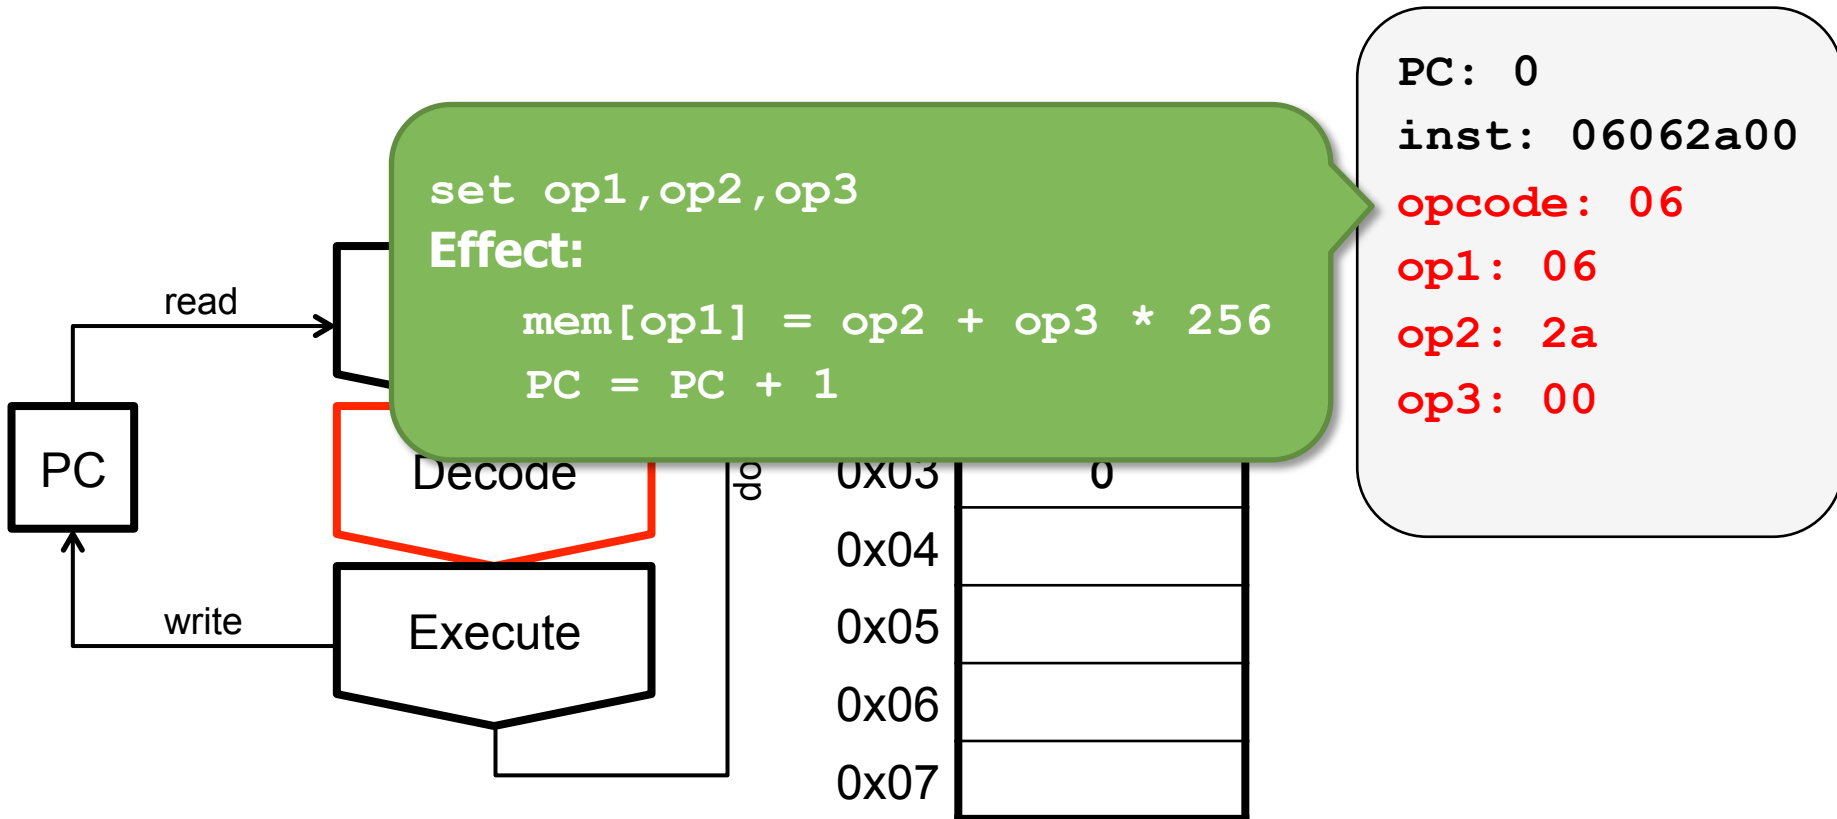 PC: 0
inst: 06062a00
opcode: 06
op1: 06
op2: 2a
op3: 00
set op1,op2,op3
Effect:
mem[op1] = op2 + op3 * 256
PC = PC + 1
read
PC
Decode
0x03 0
0x04
Execute
write
0x05
0x06
0x07